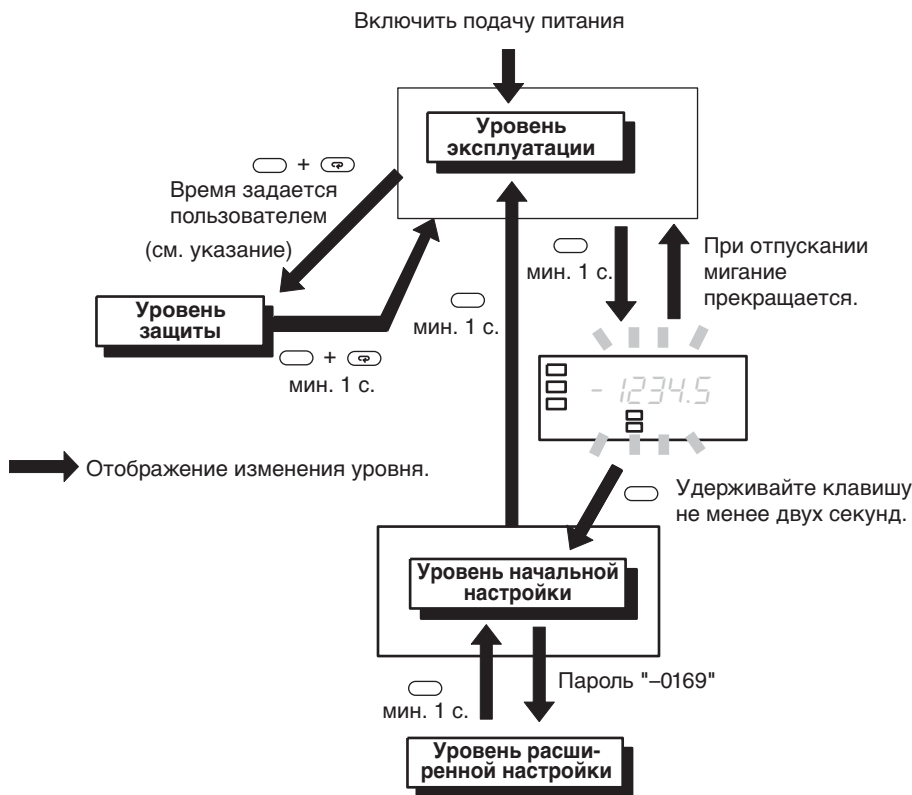 Включить подачу питания
Уровень
эксплуатации
+
Время задается
пользователем
(см. указание)
мин. 1 с.
При отпускании
мигание
прекращается.
мин. 1 с.
Уровень
защиты
+
мин. 1 с.
-1234.5
Отображение изменения уровня.
Удерживайте клавишу
не менее двух секунд.
Уровень начальной
настройки
Пароль "–0169"
мин. 1 с.
Уровень расши-
ренной настройки